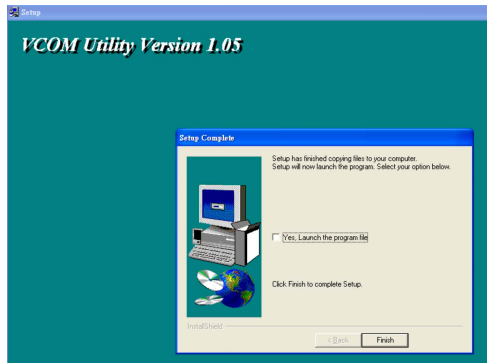 Setup
VCOM Utility Version 1.05
Setup Complete
Setup has finished copying files to your computer.
Setup will now launch the program. Select your option below.
Yes, Launch the program file
Click Finish to complete Setup.
InstallShield
< Back
Finish